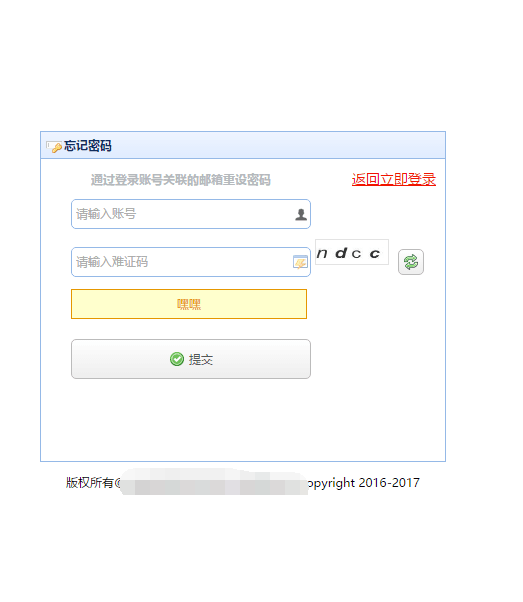 忘记密码
通过登录账号关联的邮箱重设密码
返回立即登录
请输入账号
请输入难证码
ndcc
嘿嘿
提交
版权所有© opyright 2016-2017